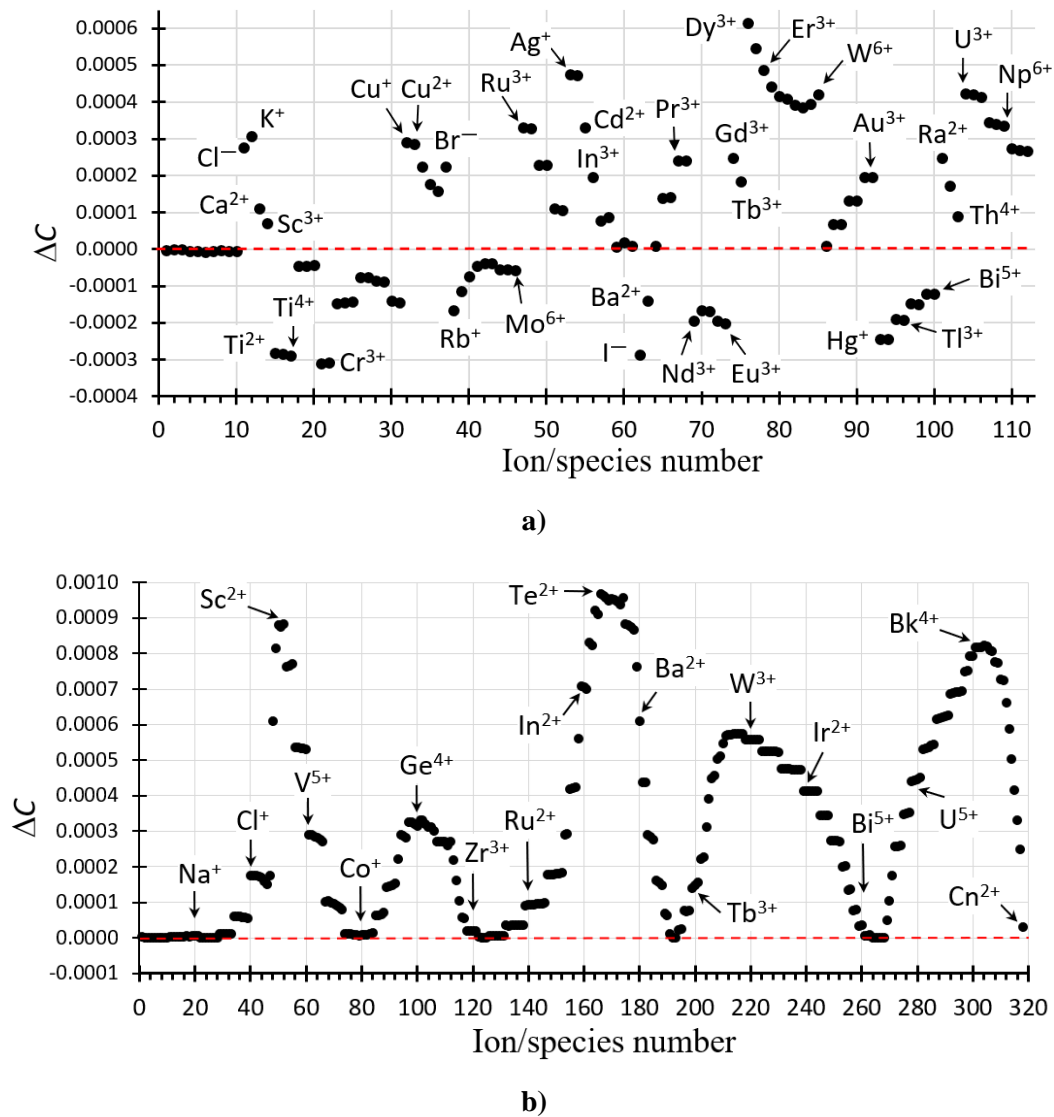 0.0006
0.0005
0.0004
0.0003
0.0002
0.0001
0.0000
-0.0001
-0.0002
-0.0003
-0.0004
ΔC
Cl⁻
K⁺
Ca²⁺
Sc³⁺
Ti²⁺
Ti⁴⁺
Cr³⁺
Cu⁺
Cu²⁺
Br⁻
Rb⁺
Mo⁶⁺
Ru³⁺
Ag⁺
Cd²⁺
In³⁺
I⁻
Ba²⁺
Pr³⁺
Nd³⁺
Eu³⁺
Gd³⁺
Tb³⁺
Dy³⁺
Er³⁺
W⁶⁺
Au³⁺
Hg⁺
Tl³⁺
Bi⁵⁺
Ra²⁺
Th⁴⁺
U³⁺
Np⁶⁺
0 10 20 30 40 50 60 70 80 90 100 110
Ion/species number
a)
0.0010
0.0009
0.0008
0.0007
0.0006
0.0005
0.0004
0.0003
0.0002
0.0001
0.0000
-0.0001
ΔC
Na⁺
Cl⁺
Sc²⁺
V⁵⁺
Co⁺
Ge⁴⁺
Zr³⁺
Ru²⁺
In²⁺
Te²⁺
Ba²⁺
Tb³⁺
W³⁺
Ir²⁺
Bi⁵⁺
U⁵⁺
Bk⁴⁺
Cn²⁺
0 20 40 60 80 100 120 140 160 180 200 220 240 260 280 300 320
Ion/species number
b)